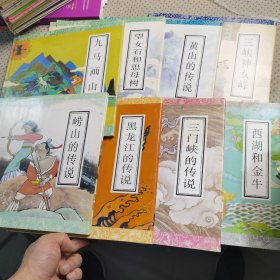 九马画山
望女石和思母树
黄山的传说
三峡神女峰
崂山的传说
黑龙江的传说
三门峡的传说
西湖和金牛